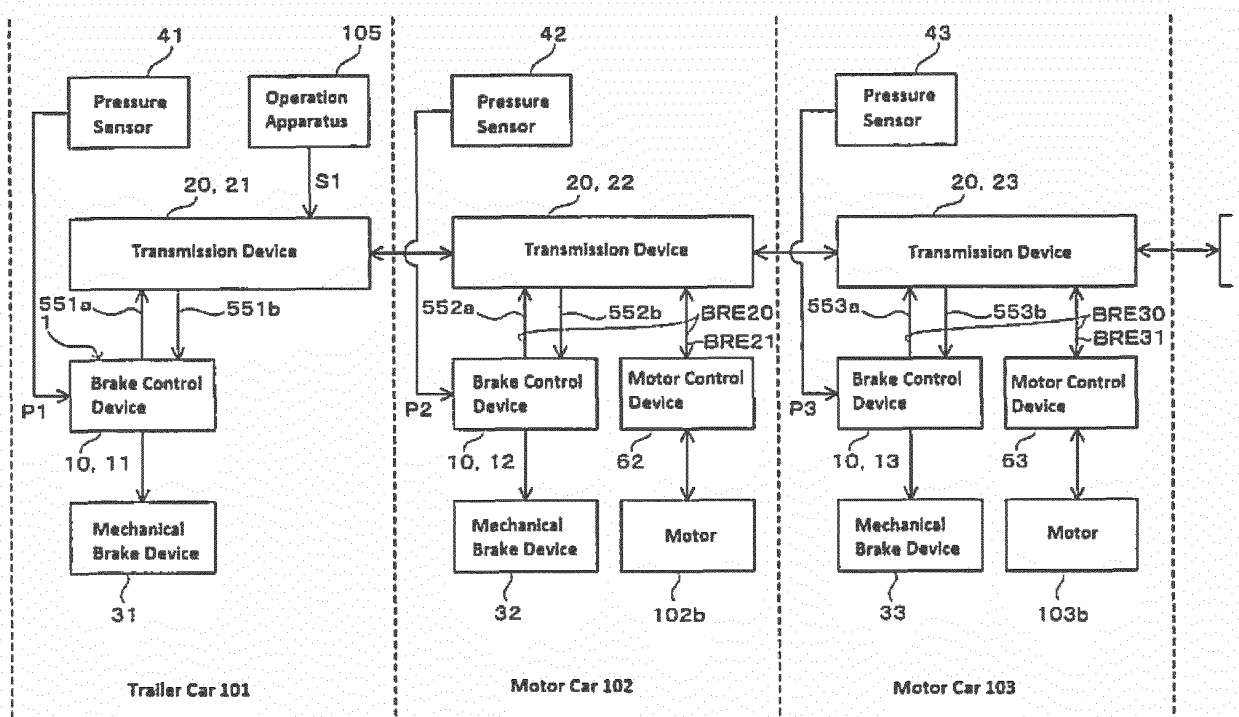 41
105
42
43
Pressure
Sensor
Operation
Apparatus
Pressure
Sensor
Pressure
Sensor
S1
20, 21
20, 22
20, 23
Transmission Device
Transmission Device
Transmission Device
551a
551b
552a
552b
BRE20
BRE21
553a
553b
BRE30
BRE31
1
Brake Control
Device
Brake Control
Device
Motor Control
Device
Brake Control
Device
Motor Control
Device
P1
P2
P3
10, 11
10, 12
62
10, 13
63
Mechanical
Brake Device
Mechanical
Brake Device
Motor
Mechanical
Brake Device
Motor
31
32
102b
33
103b
Trailer Car 101
Motor Car 102
Motor Car 103